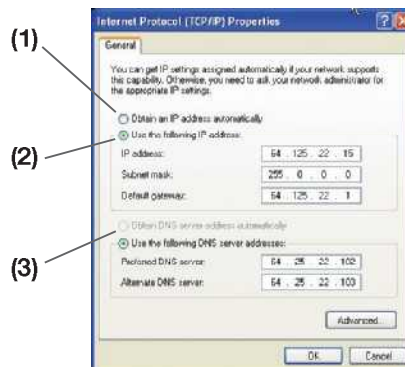 Internet Protocol (TCP/IP) Properties
General
You can get IP settings assigned automatically if your network supports
this capability. Otherwise, you need to ask your network administrator for
the appropriate IP settings.
(1)
Obtain an IP address automatically
(2)
Use the following IP address:
IP address: 64 . 125 . 22 . 15
Subnet mask: 255 . 0 . 0 . 0
Default gateway: 64 . 125 . 22 . 1
(3)
Obtain DNS server address automatically
Use the following DNS server addresses:
Preferred DNS server: 64 . 25 . 22 . 102
Alternate DNS server: 64 . 25 . 22 . 103
Advanced...
OK
Cancel